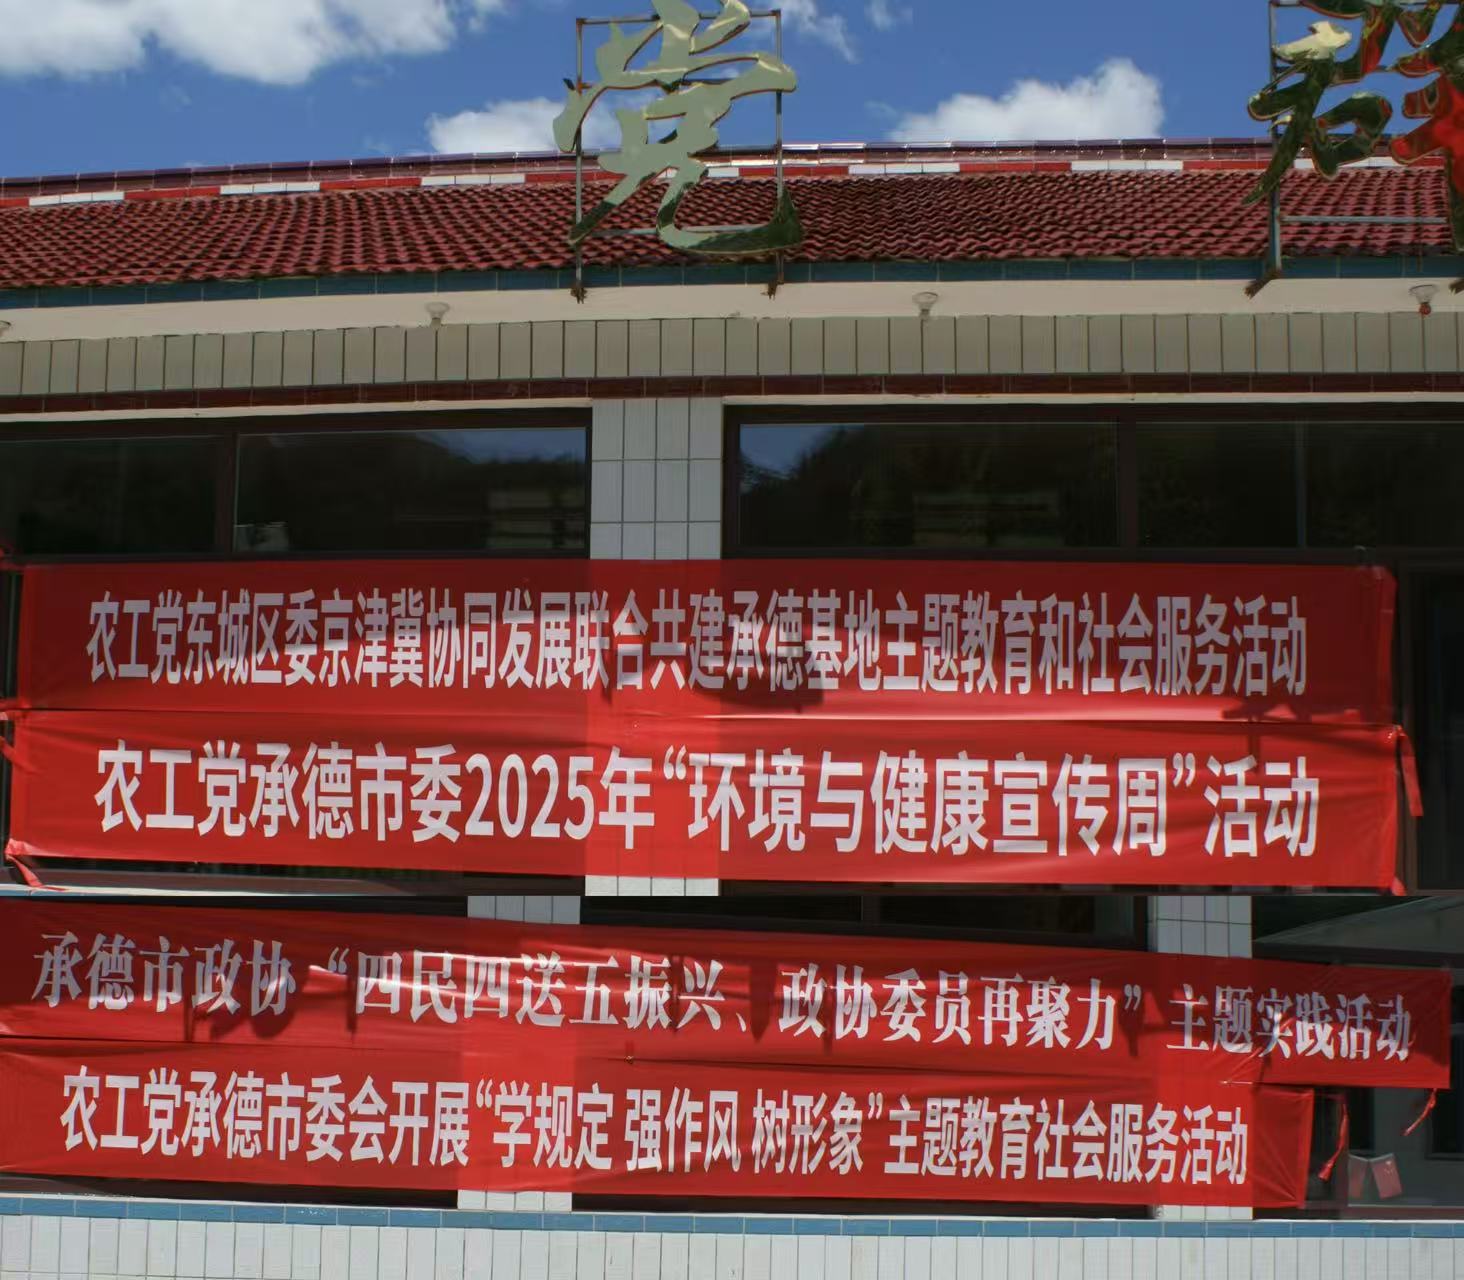 党
农工党东城区委京津冀协同发展联合共建承德基地主题教育和社会服务活动
农工党承德市委2025年“环境与健康宣传周”活动
承德市政协“四民四送五振兴、政协委员再聚力”主题实践活动
农工党承德市委会开展“学规定 强作风 树形象”主题教育社会服务活动